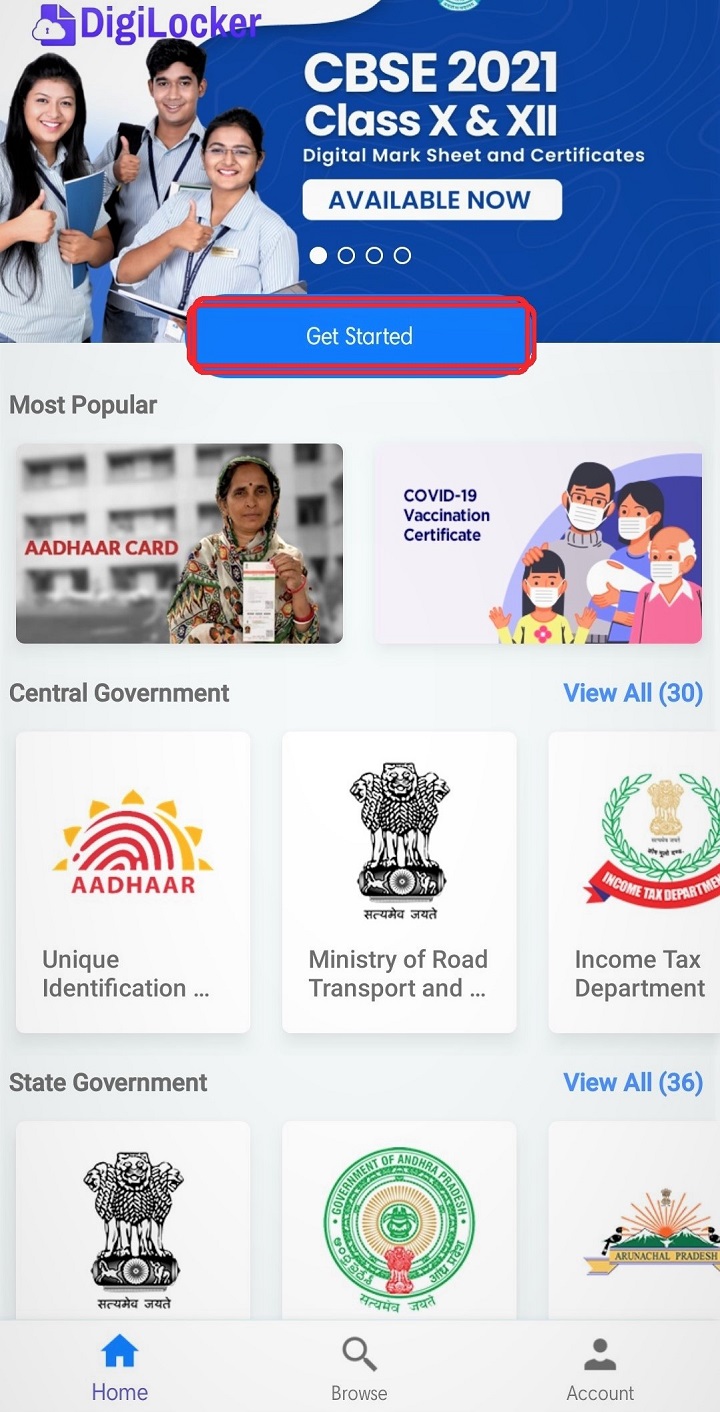 DigiLocker
CBSE 2021
Class X & XII
Digital Mark Sheet and Certificates
AVAILABLE NOW
Get Started
Most Popular
AADHAAR CARD
COVID-19
Vaccination
Certificate
Central Government
View All (30)
AADHAAR
सत्यमेव जयते
INCOME TAX DEPARTMEN
Unique
Identification ...
Ministry of Road
Transport and ...
Income Tax
Department
State Government
View All (36)
सत्यमेव जयते
GOVERNMENT OF ANDHRA PRADESH
आंध्र प्रदेश
सत्यमेव जयते
ARUNACHAL PRADESH
Home
Browse
Account